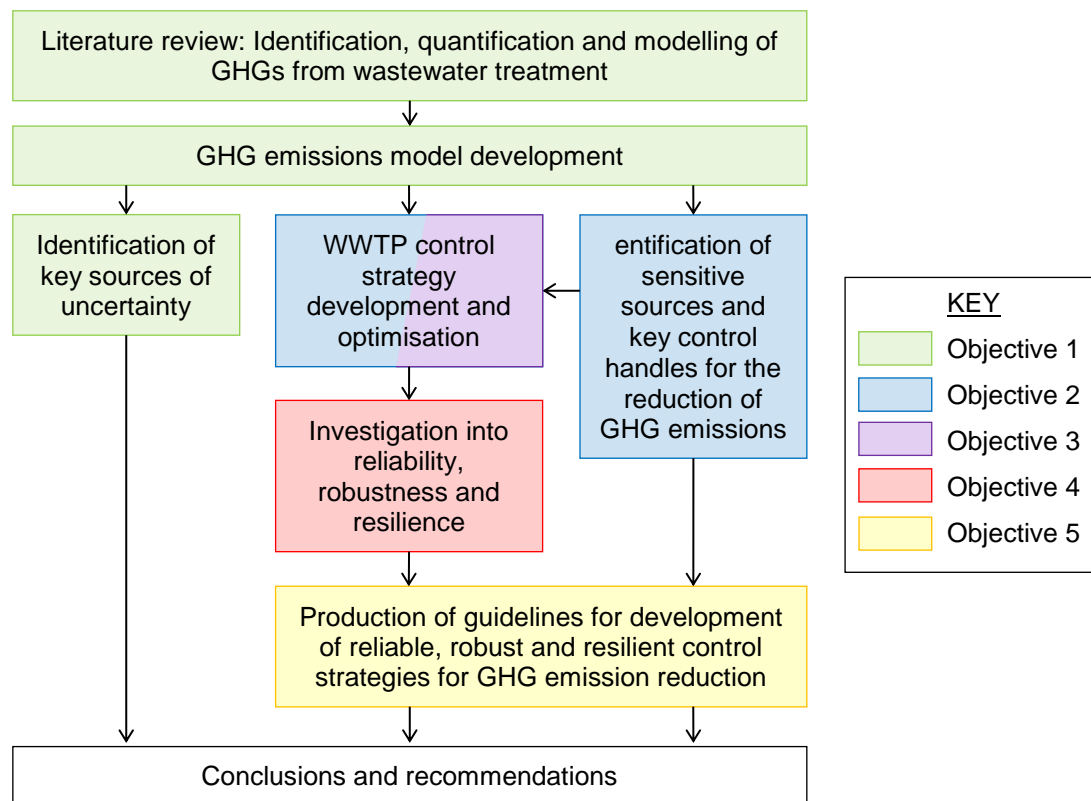 Literature review: Identification, quantification and modelling of
GHGs from wastewater treatment
GHG emissions model development
Identification of
key sources of
uncertainty
WWTP control
strategy
development and
optimisation
entification of
sensitive
sources and
key control
handles for the
reduction of
GHG emissions
Investigation into
reliability,
robustness and
resilience
Production of guidelines for development
of reliable, robust and resilient control
strategies for GHG emission reduction
Conclusions and recommendations
KEY
Objective 1
Objective 2
Objective 3
Objective 4
Objective 5